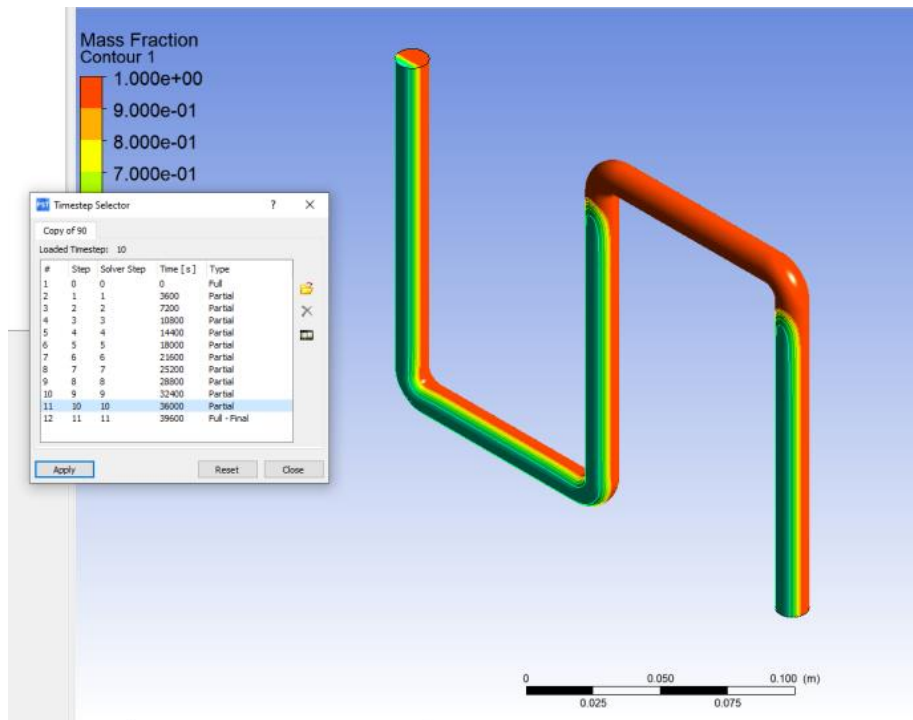 Mass Fraction
Contour 1
1.000e+00
9.000e-01
8.000e-01
7.000e-01
PST Timestep Selector ? ×
Copy of 90
Loaded Timestep: 10
# Step Solver Step Time [ s ] Type
1 0 0 0 Full
2 1 1 3600 Partial
3 2 2 7200 Partial
4 3 3 10800 Partial
5 4 4 14400 Partial
6 5 5 18000 Partial
7 6 6 21600 Partial
8 7 7 25200 Partial
9 8 8 28800 Partial
10 9 9 32400 Partial
11 10 10 36000 Partial
12 11 11 39600 Full - Final
Apply Reset Close
0 0.050 0.100 (m)
0.025 0.075